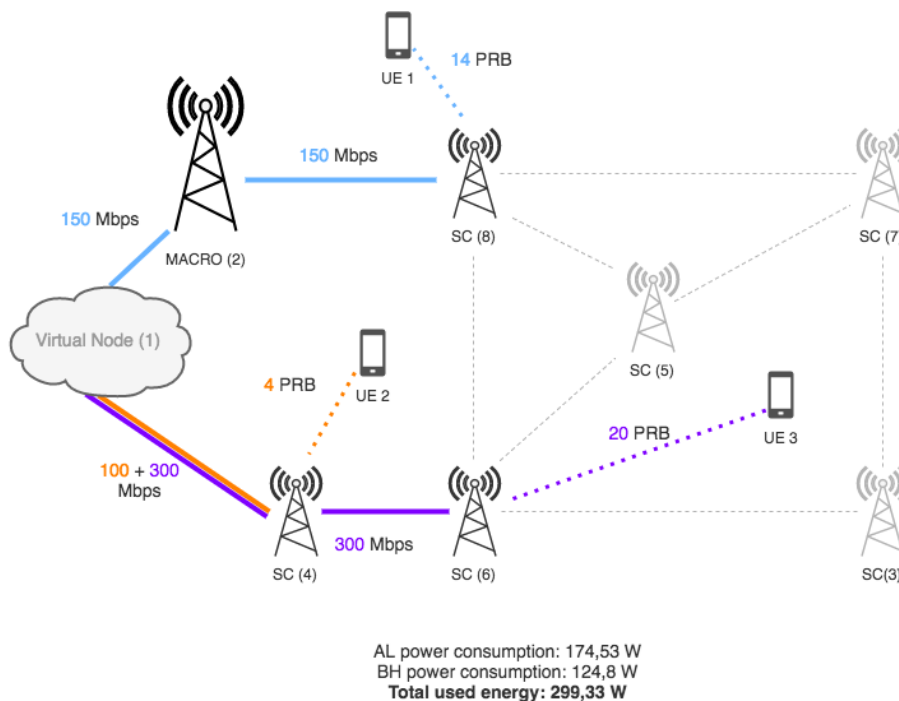 14 PRB
UE 1
150 Mbps
150 Mbps
SC (8)
SC (7)
MACRO (2)
Virtual Node (1)
4 PRB
UE 2
SC (5)
20 PRB
UE 3
100 + 300
Mbps
300 Mbps
SC (4)
SC (6)
SC(3)
AL power consumption: 174,53 W
BH power consumption: 124,8 W
Total used energy: 299,33 W